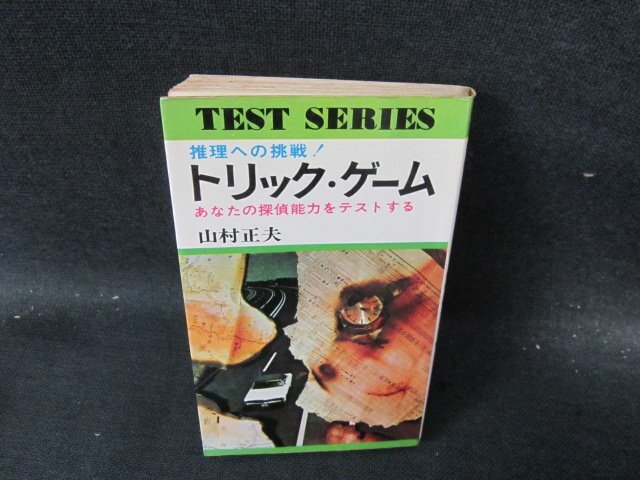 TEST SERIES
推理への挑戦!
トリック・ゲーム
あなたの探偵能力をテストする
山村正夫